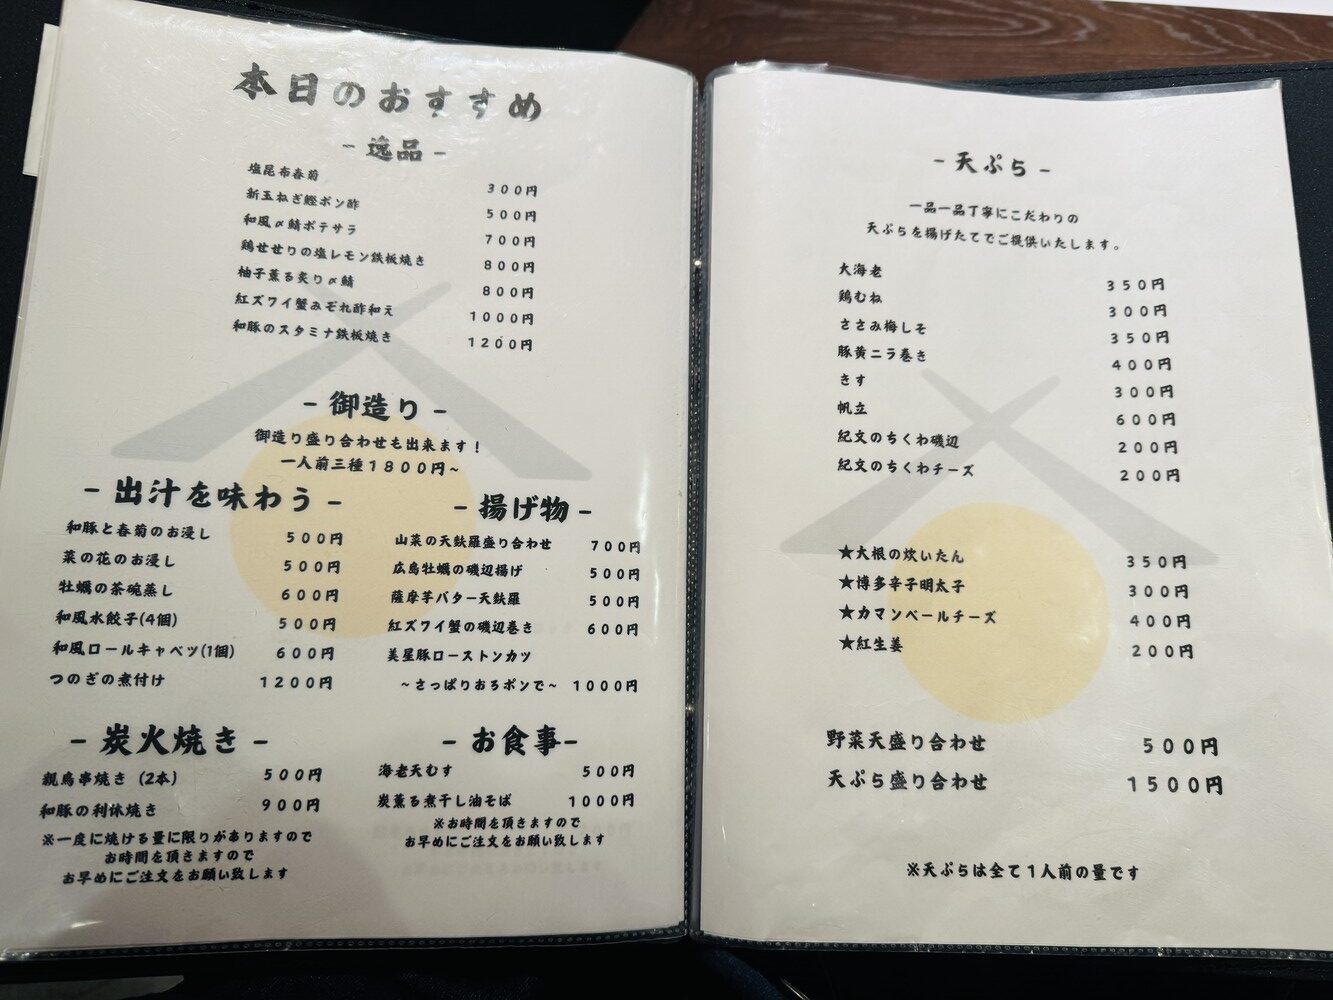 本日のおすすめ
- 逸品 -
塩昆布春菊 300円
新玉ねぎ鰹ポン酢 500円
和風〆鯖ポテサラ 700円
鶏せせりの塩レモン鉄板焼き 800円
柚子薫る炙り〆鯖 800円
紅ズワイ蟹みぞれ酢和え 1000円
和豚のスタミナ鉄板焼き 1200円
- 御造り -
御造り盛り合わせも出来ます！
一人前三種1800円~
- 出汁を味わう -
和豚と春菊のお浸し 500円
菜の花のお浸し 500円
牡蠣の茶碗蒸し 600円
和風水餃子(4個) 500円
和風ロールキャベツ(1個) 600円
つのぎの煮付け 1200円
- 揚げ物 -
山菜の天麩羅盛り合わせ 700円
広島牡蠣の磯辺揚げ 500円
薩摩芋バター天麩羅 500円
紅ズワイ蟹の磯辺巻き 600円
美星豚ローストンカツ
~さっぱりおろポンで~ 1000円
- 炭火焼き -
親鳥串焼き（2本） 500円
和豚の利休焼き 900円
※一度に焼ける量に限りがありますので
お時間を頂きますので
お早めにご注文をお願い致します
- お食事 -
海老天むす 500円
炭薫る煮干し油そば 1000円
※お時間を頂きますので
お早めにご注文をお願い致します
- 天ぷら -
一品一品丁寧にこだわりの
天ぷらを揚げたてでご提供いたします。
大海老 350円
鶏むね 300円
ささみ梅しそ 350円
豚黄ニラ巻き 400円
きす 300円
帆立 600円
紀文のちくわ磯辺 200円
紀文のちくわチーズ 200円
★大根の炊いたん 350円
★博多辛子明太子 300円
★カマンベールチーズ 400円
★紅生姜 200円
野菜天盛り合わせ 500円
天ぷら盛り合わせ 1500円
※天ぷらは全て1人前の量です